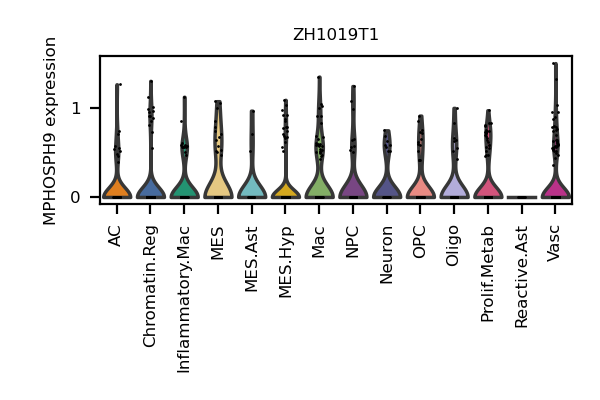 ZH1019T1
MPHOSPH9 expression
1
0
AC
Chromatin.Reg
Inflammatory.Mac
MES
MES.Ast
MES.Hyp
Mac
NPC
Neuron
OPC
Oligo
Prolif.Metab
Reactive.Ast
Vasc